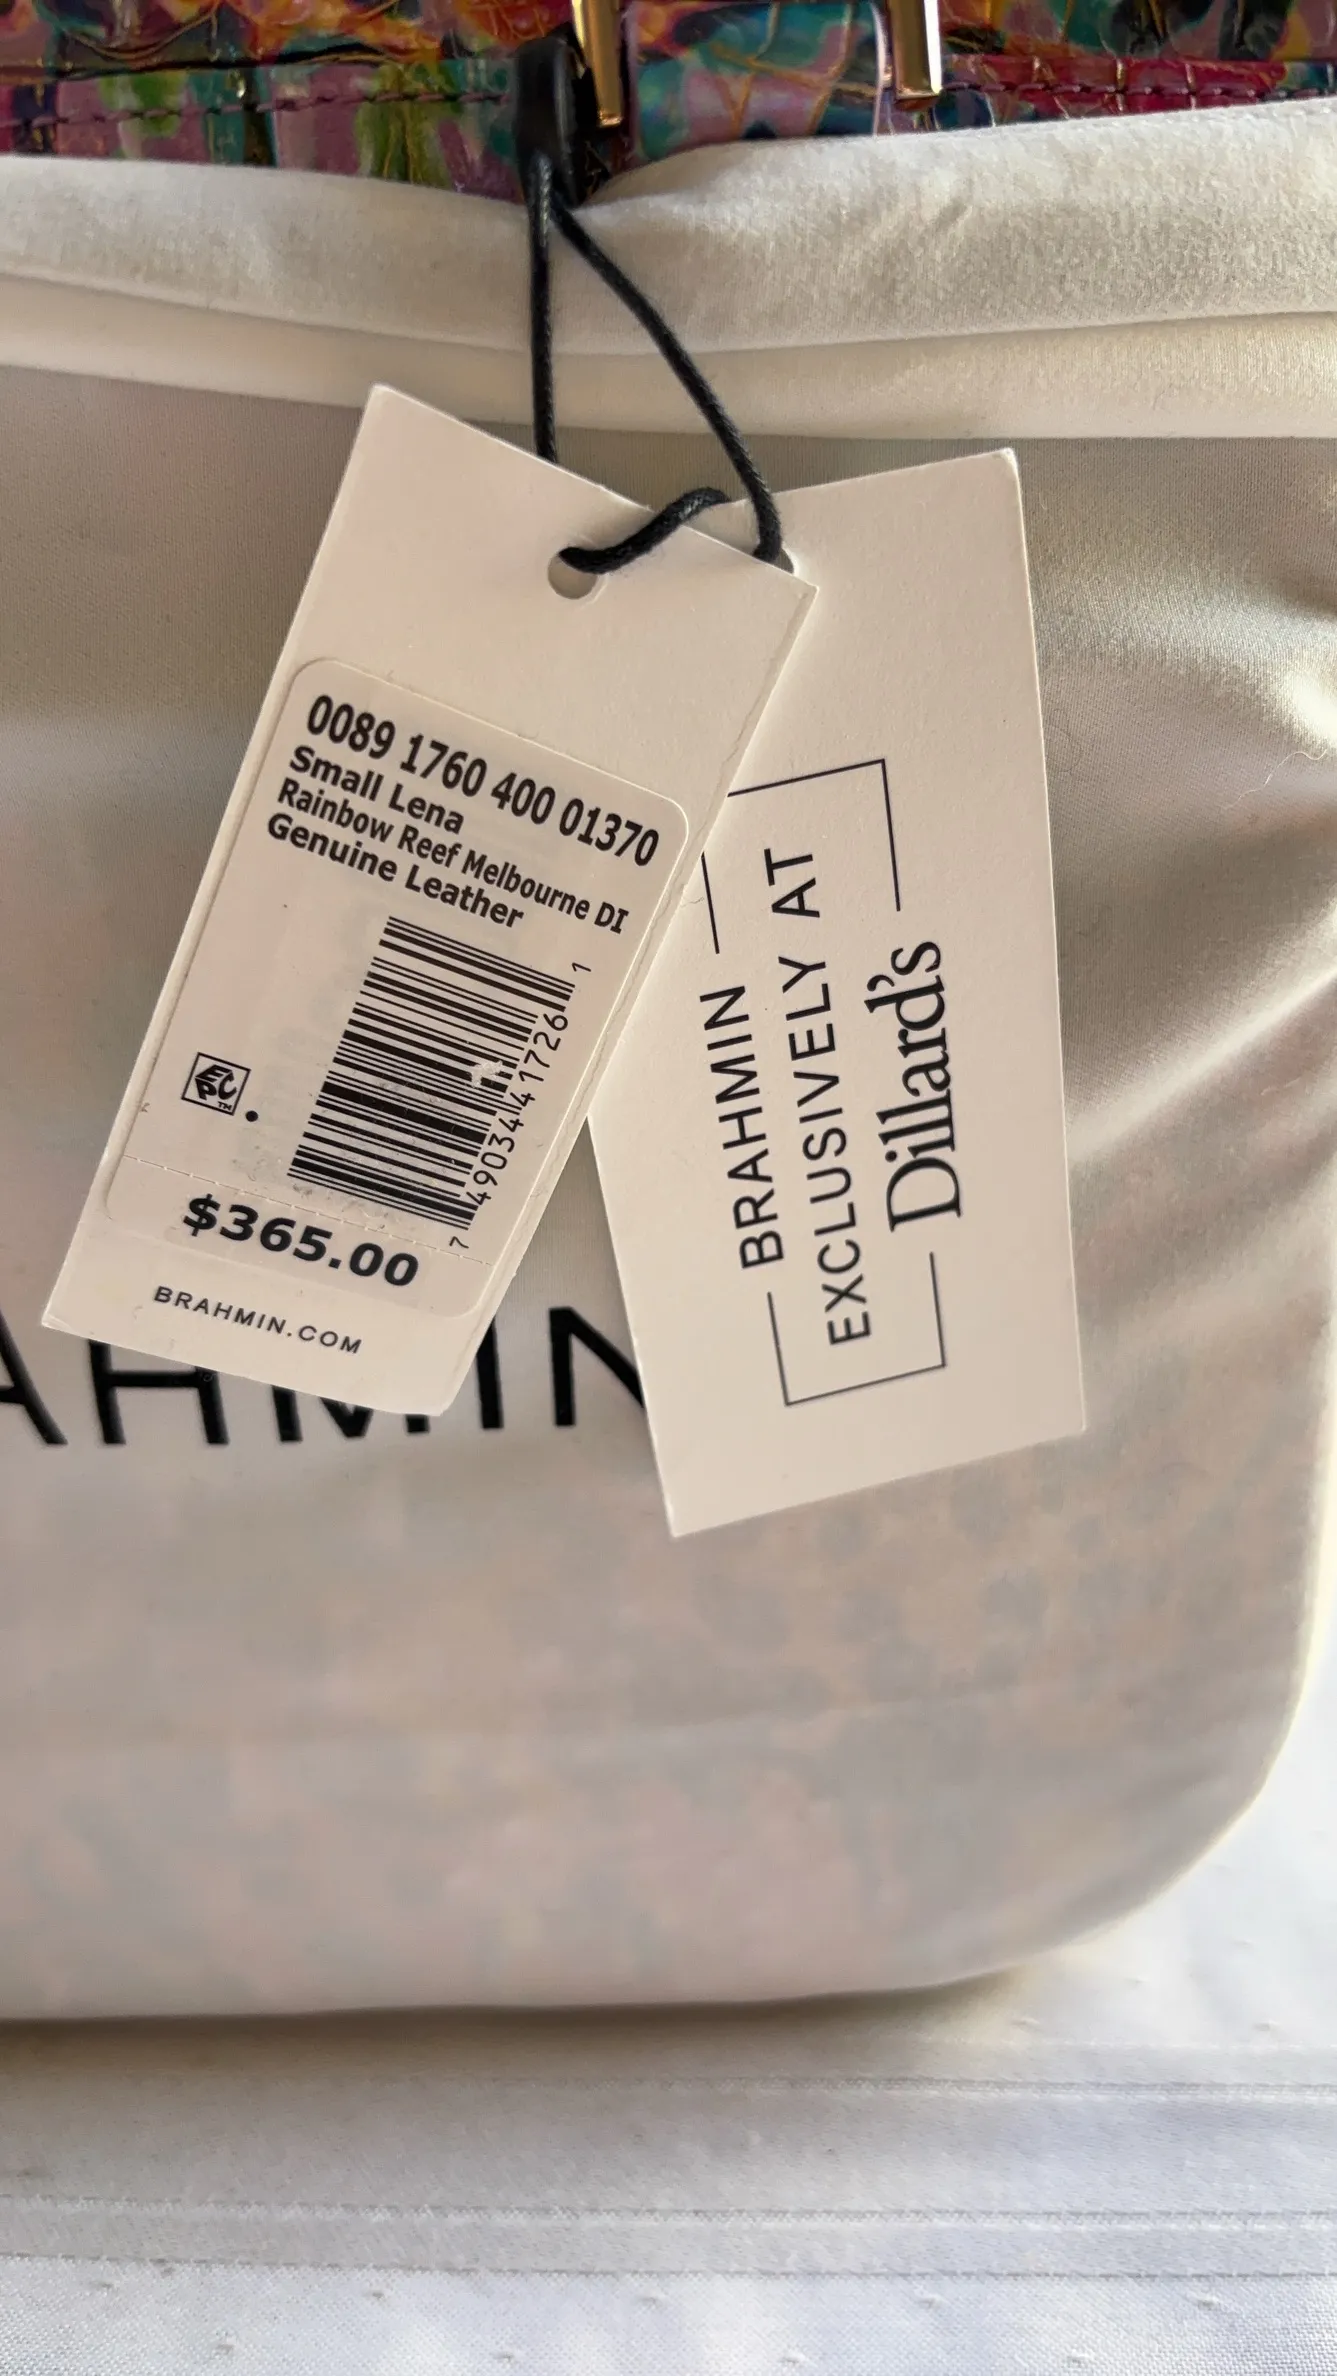 0089 1760 400 01370
Small Lena
Rainbow Reef Melbourne DI
Genuine Leather
7 49034 41726 1
EPC
$365.00
BRAHMIN.COM
BRAHMIN
EXCLUSIVELY AT
Dillard's
AHMIN